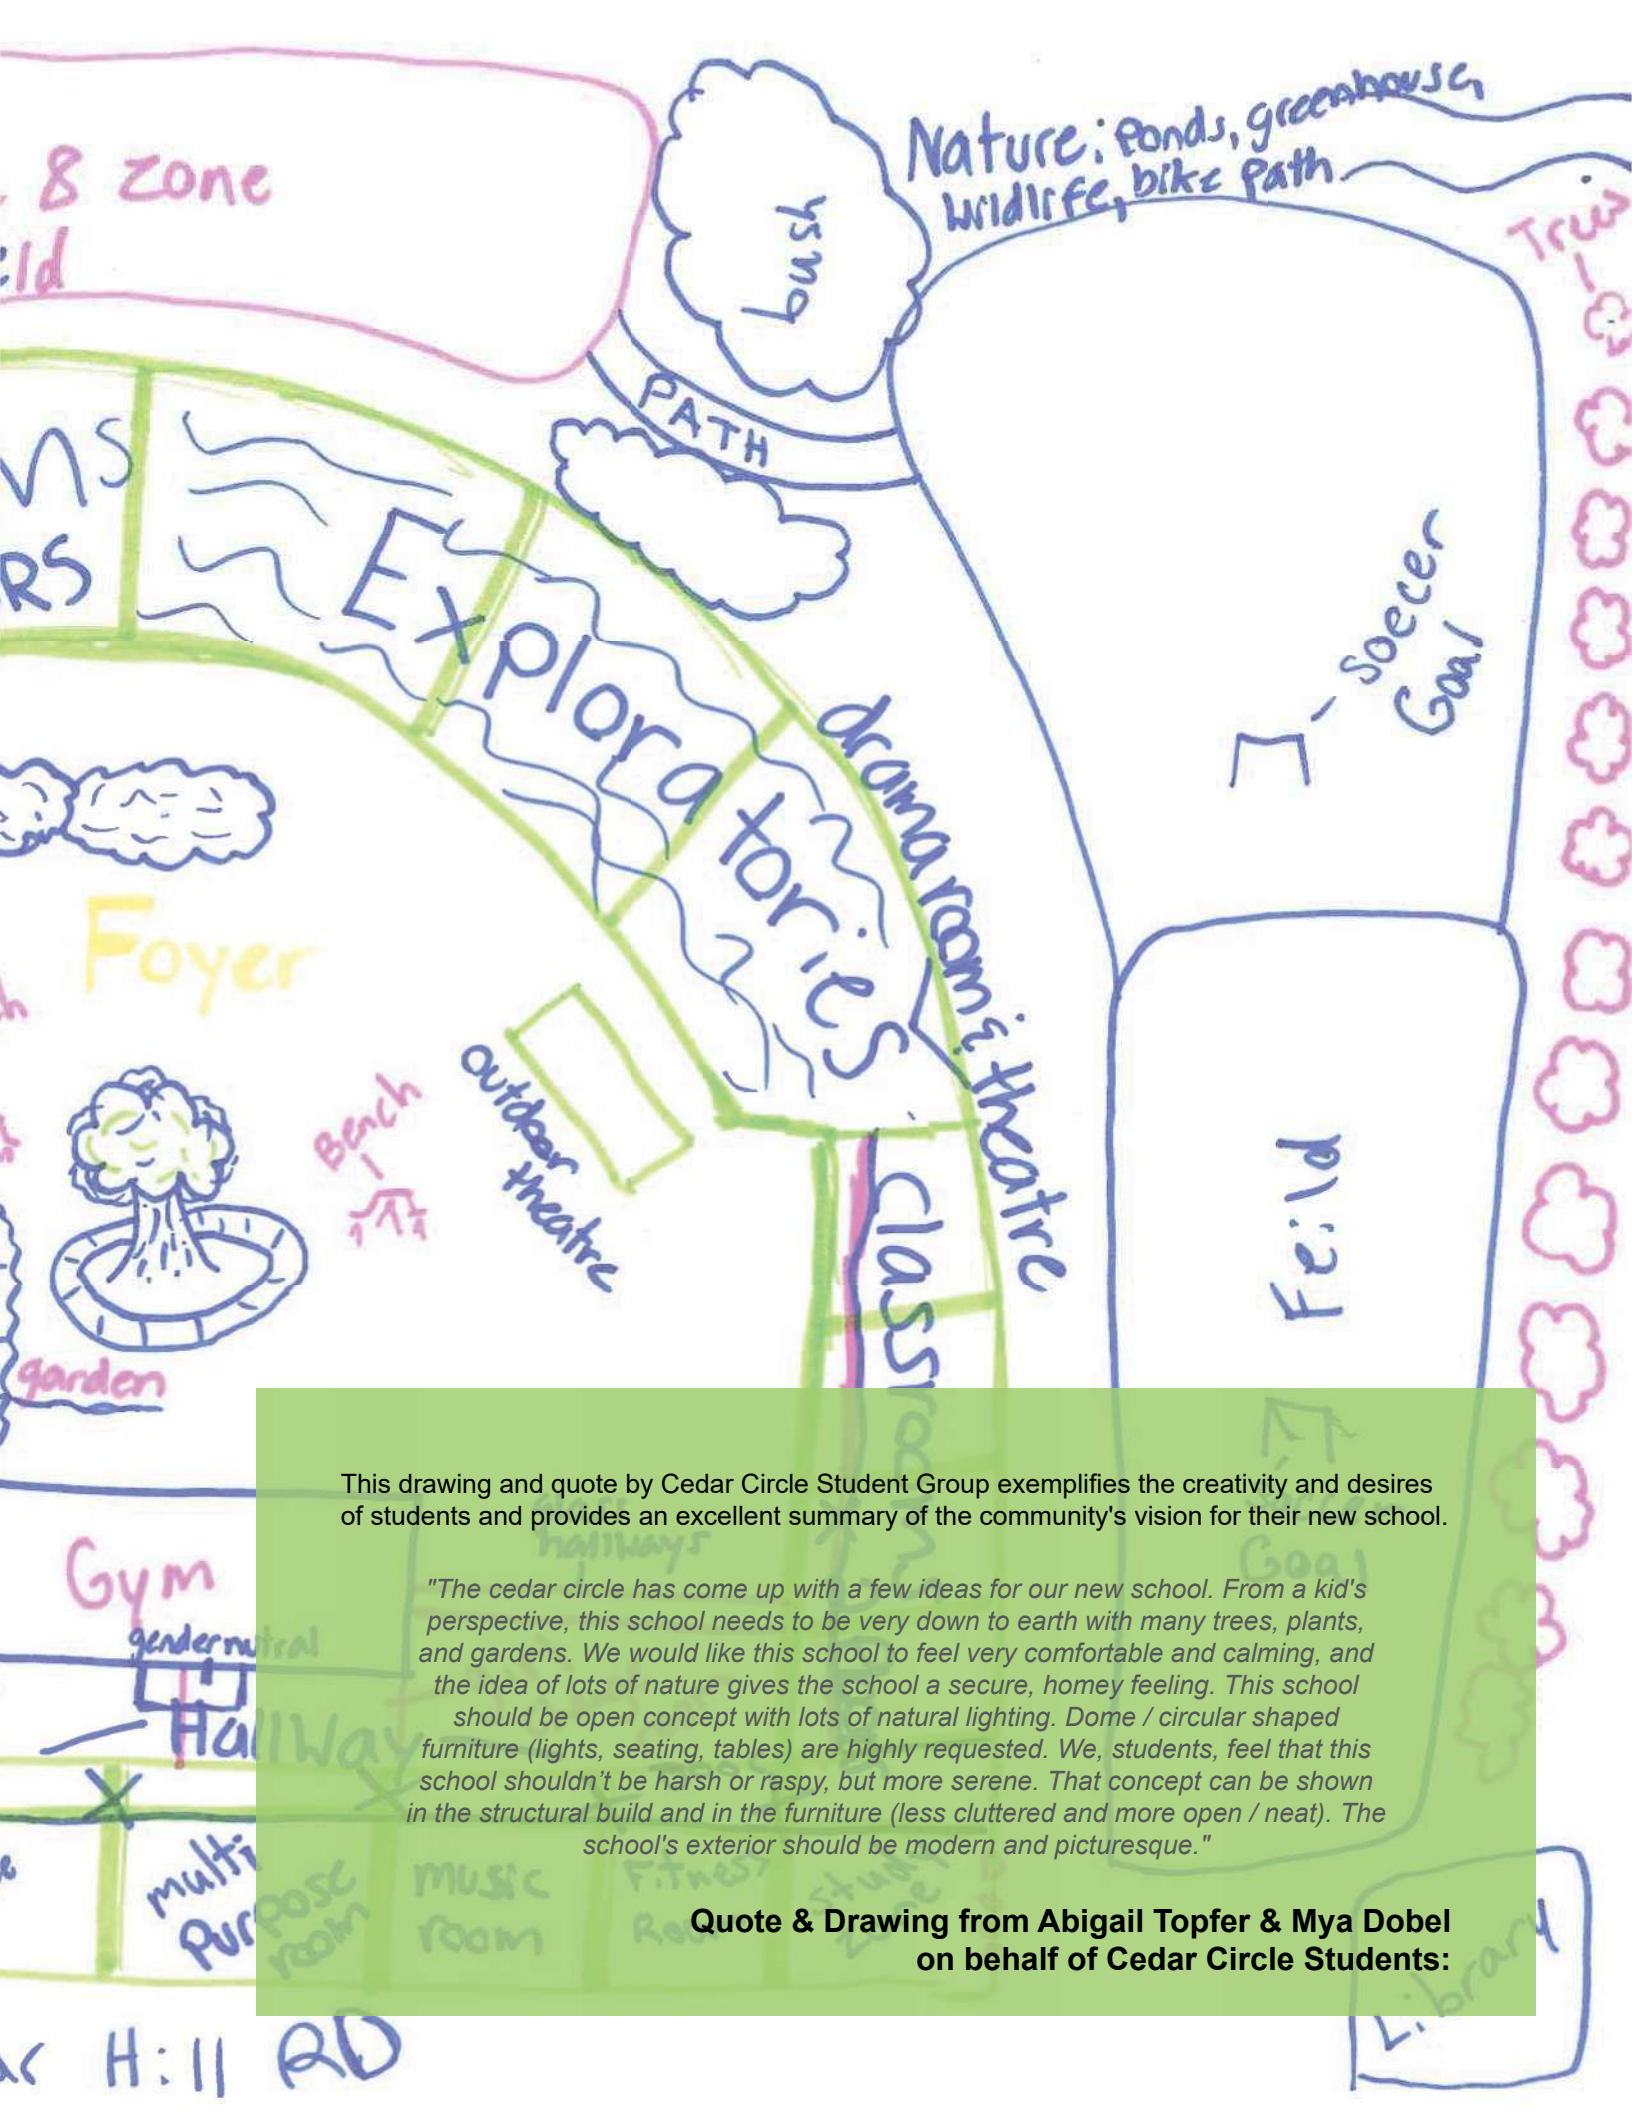 8 zone
Nature: Ponds, greenhouse,
wildlife, bike Path
Trees
bush
PATH
Exploratories
drama room & theatre
Soccer
Goal
Foyer
Bench
outdoor
theatre
Feild
garden
Classrooms
This drawing and quote by Cedar Circle Student Group exemplifies the creativity and desires
of students and provides an excellent summary of the community's vision for their new school.
hallways
Soccer
Goal
Gym
"The cedar circle has come up with a few ideas for our new school. From a kid's
perspective, this school needs to be very down to earth with many trees, plants,
and gardens. We would like this school to feel very comfortable and calming, and
the idea of lots of nature gives the school a secure, homey feeling. This school
should be open concept with lots of natural lighting. Dome / circular shaped
furniture (lights, seating, tables) are highly requested. We, students, feel that this
school shouldn’t be harsh or raspy, but more serene. That concept can be shown
in the structural build and in the furniture (less cluttered and more open / neat). The
school's exterior should be modern and picturesque."
gendernutral
HallWay
multi
Purpose
room
music
room
Fitness
Room
Study
Zone
Quote & Drawing from Abigail Topfer & Mya Dobel
on behalf of Cedar Circle Students:
Library
Hill RD